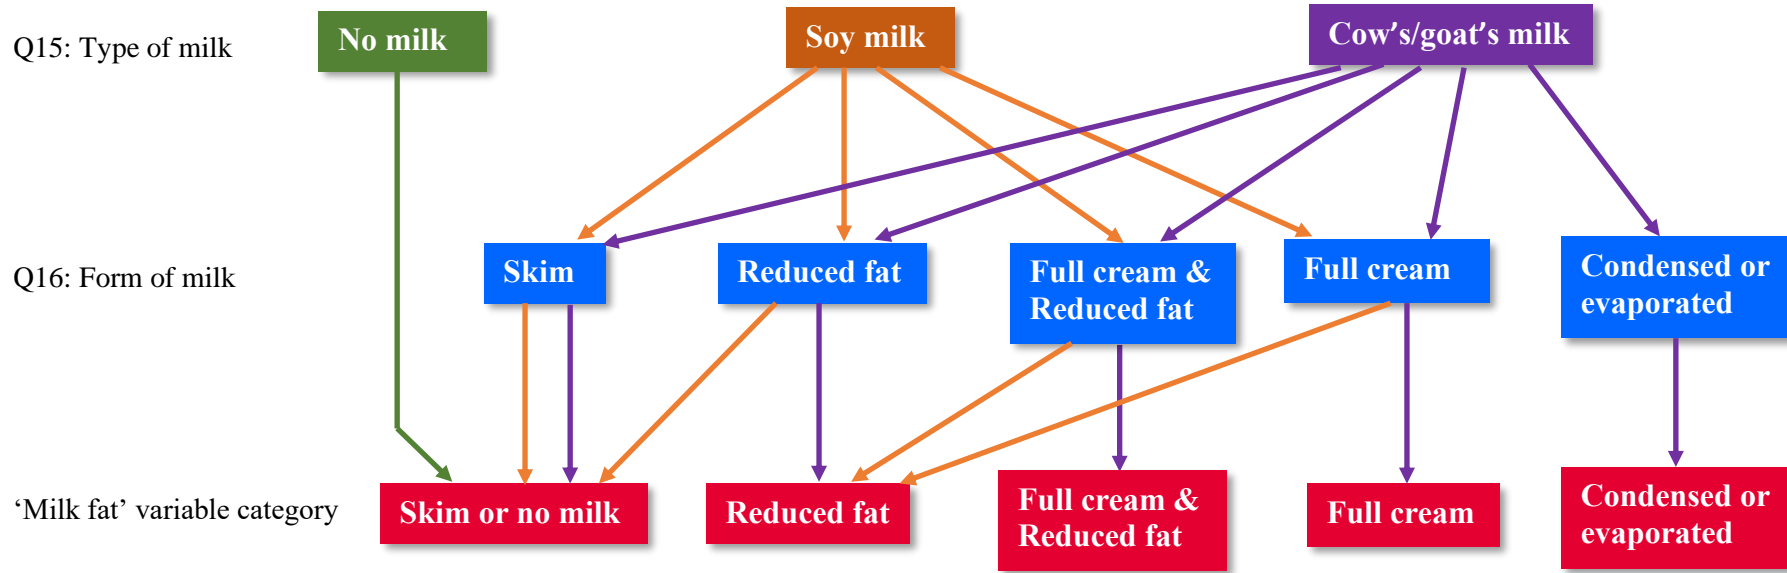 Q15: Type of milk
No milk
Soy milk
Cow's/goat's milk
Q16: Form of milk
Skim
Reduced fat
Full cream &
Reduced fat
Full cream
Condensed or
evaporated
‘Milk fat’ variable category
Skim or no milk
Reduced fat
Full cream &
Reduced fat
Full cream
Condensed or
evaporated